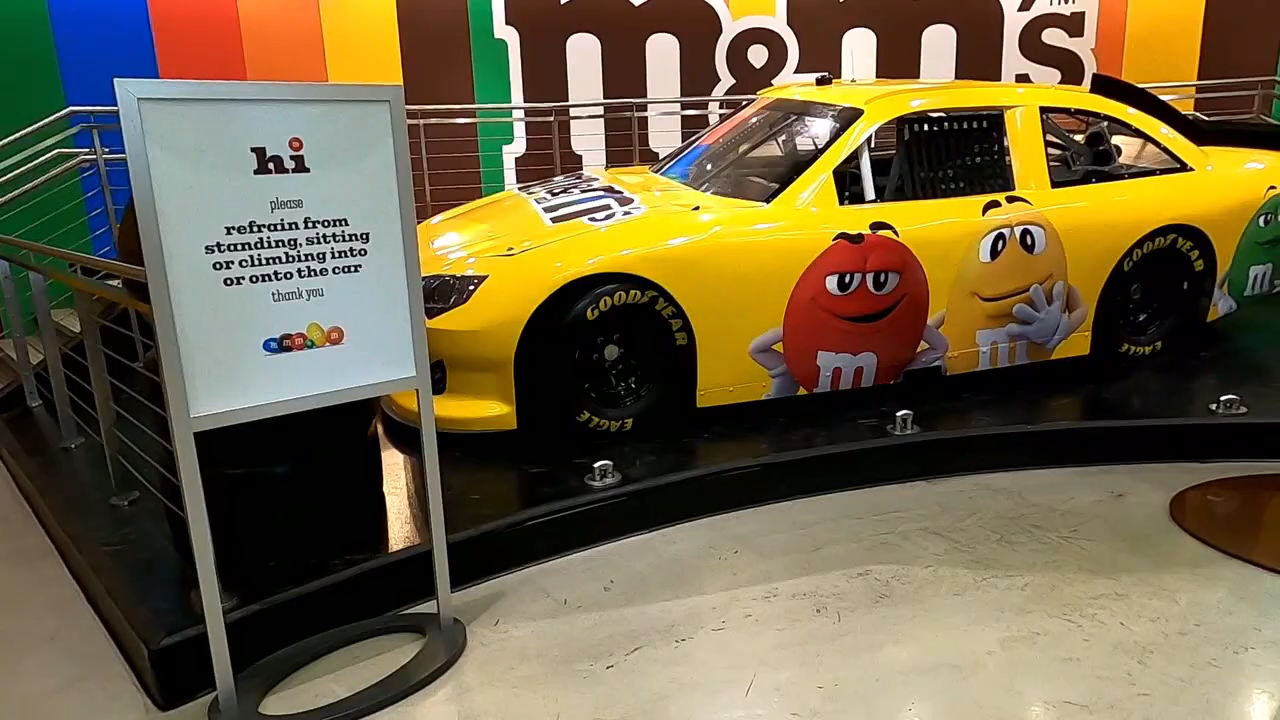 m&m's
TM
hi
please
refrain from
standing, sitting
or climbing into
or onto the car
thank you
m m m
GOODYEAR
EAGLE
GOODYEAR
EAGLE
m
m
m